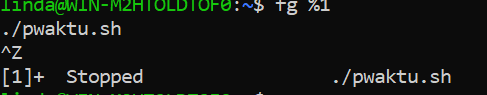 linda@WIN-M2HTOLDTOF0:~$ fg %1
./pwaktu.sh
^Z
[1]+  Stopped                 ./pwaktu.sh